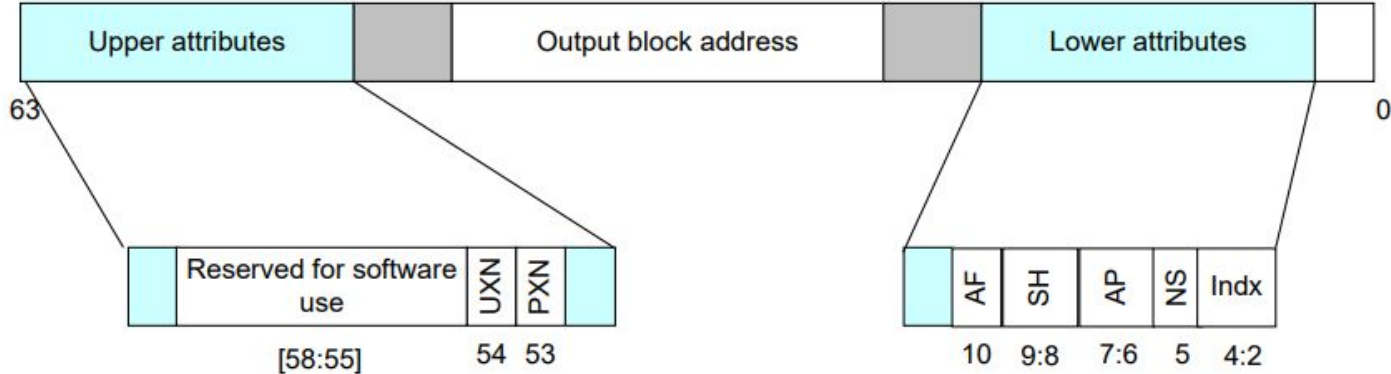 Upper attributes
Output block address
Lower attributes
63
0
Reserved for software
use
UXN
PXN
AF
SH
AP
NS
Indx
[58:55]
54
53
10
9:8
7:6
5
4:2